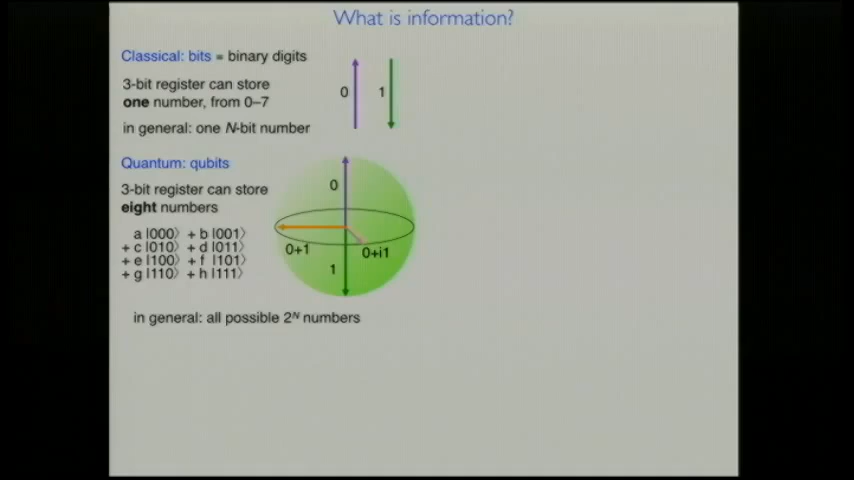 What is information?
Classical: bits = binary digits
3-bit register can store
one number, from 0–7
in general: one N-bit number
0
1
Quantum: qubits
3-bit register can store
eight numbers
a |000〉 + b |001〉
+ c |010〉 + d |011〉
+ e |100〉 + f |101〉
+ g |110〉 + h |111〉
0
0+1
0+i1
1
in general: all possible 2ᴺ numbers